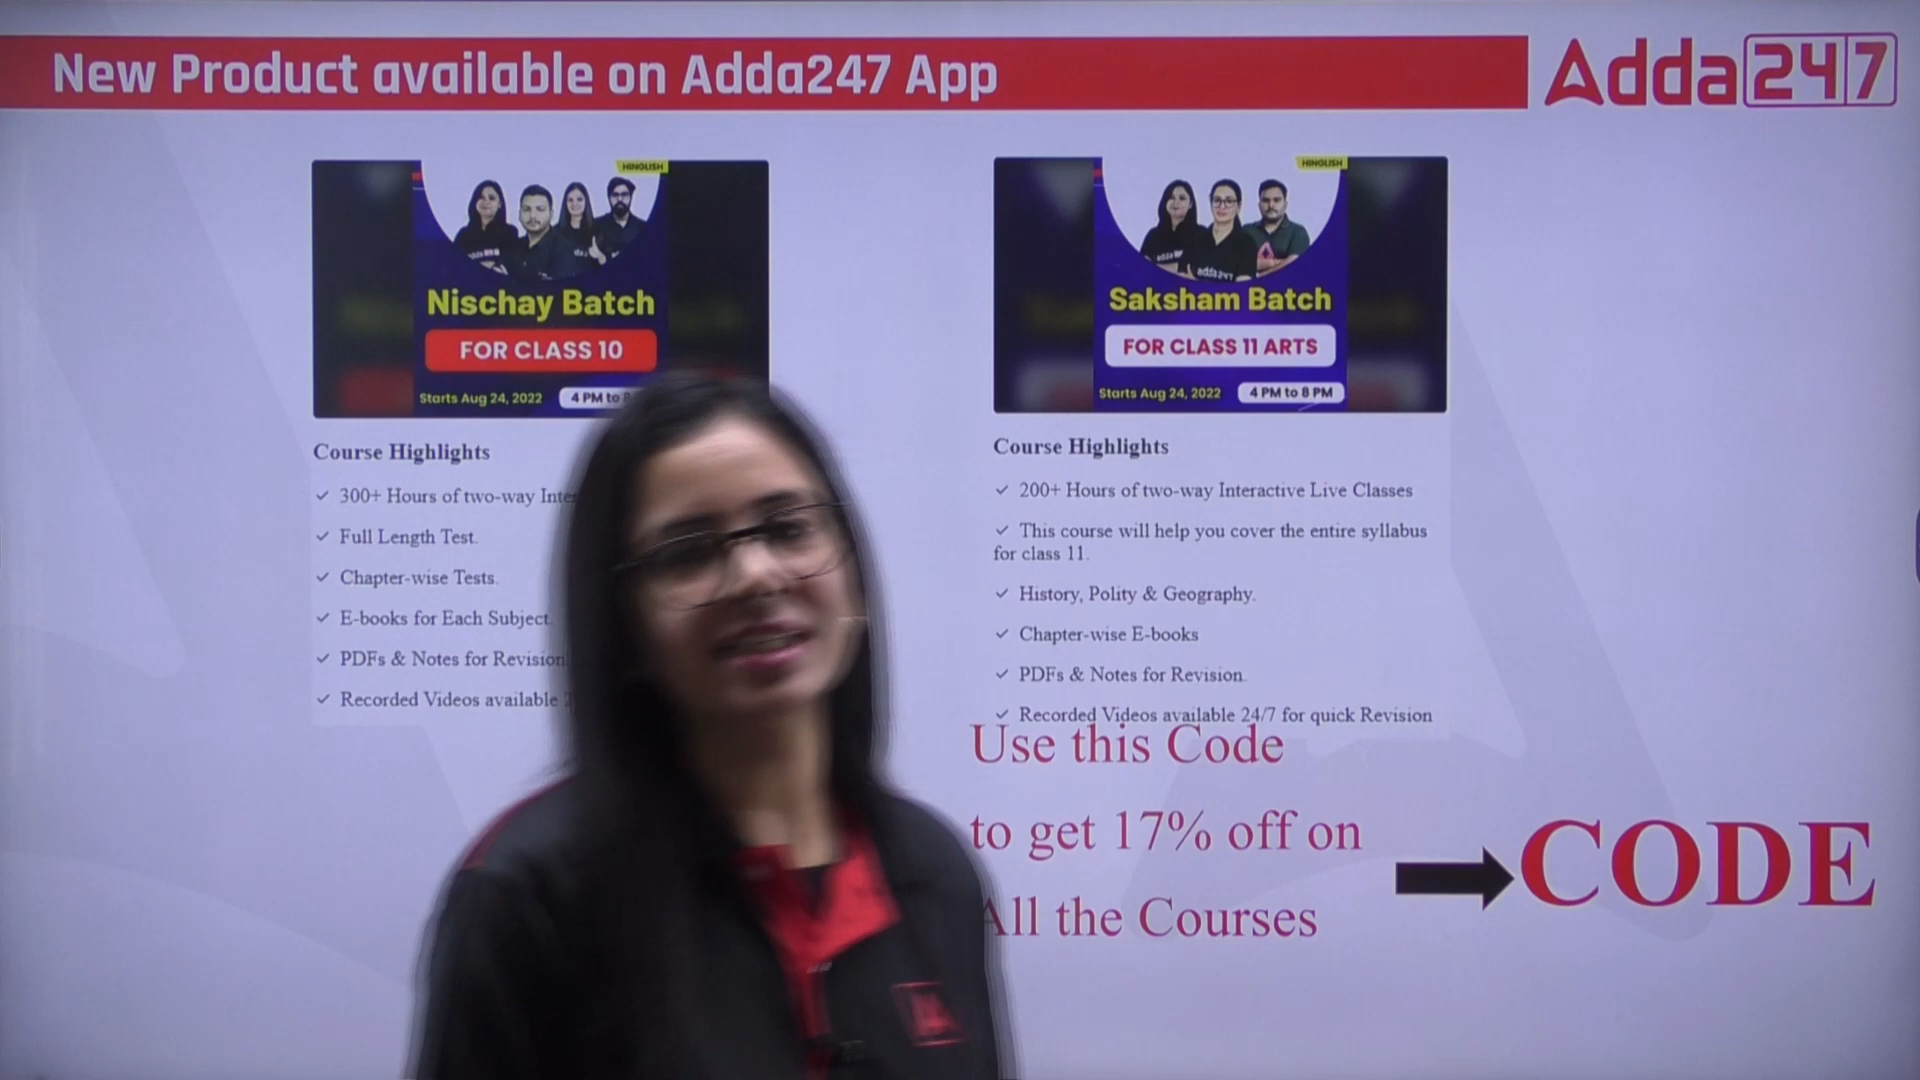 New Product available on Adda247 App
Adda247
HINGLISH
adda247
Nischay Batch
FOR CLASS 10
Starts Aug 24, 2022 4 PM to
Course Highlights
✓ 300+ Hours of two-way
✓ Full Length Test.
✓ Chapter-wise Tests.
✓ E-books for Each Subject.
✓ PDFs & Notes for Revision
✓ Recorded Videos available
HINGLISH
adda247
Saksham Batch
FOR CLASS 11 ARTS
Starts Aug 24, 2022 4 PM to 8 PM
Course Highlights
✓ 200+ Hours of two-way Interactive Live Classes
✓ This course will help you cover the entire syllabus
for class 11.
✓ History, Polity & Geography.
✓ Chapter-wise E-books
✓ PDFs & Notes for Revision.
✓ Recorded Videos available 24/7 for quick Revision
Use this Code
to get 17% off on
All the Courses
CODE